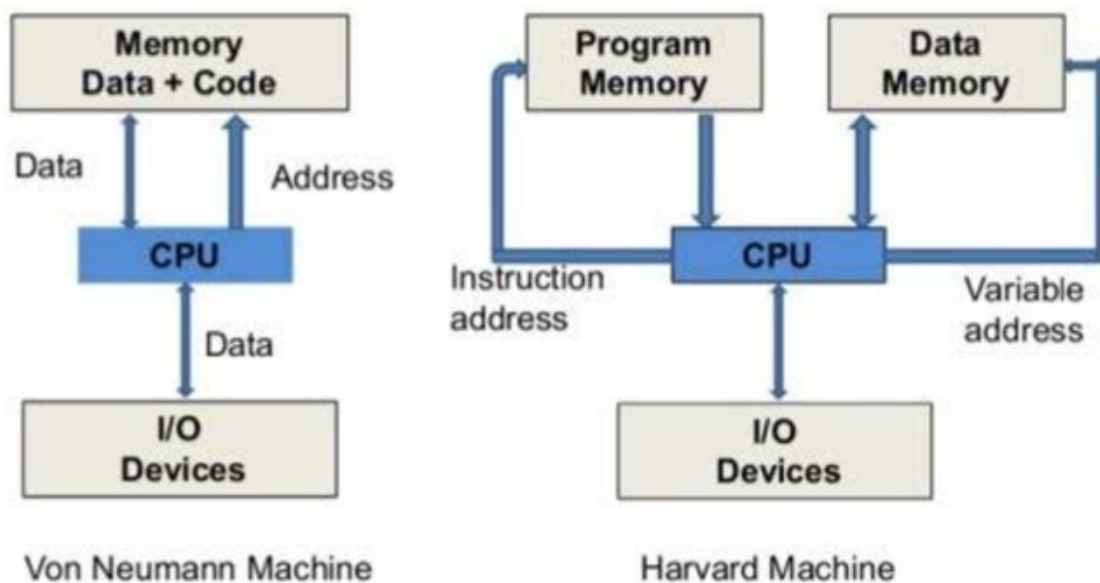 Memory
Data + Code
Data
Address
CPU
Data
I/O
Devices
Von Neumann Machine
Program
Memory
Data
Memory
CPU
Instruction
address
Variable
address
I/O
Devices
Harvard Machine